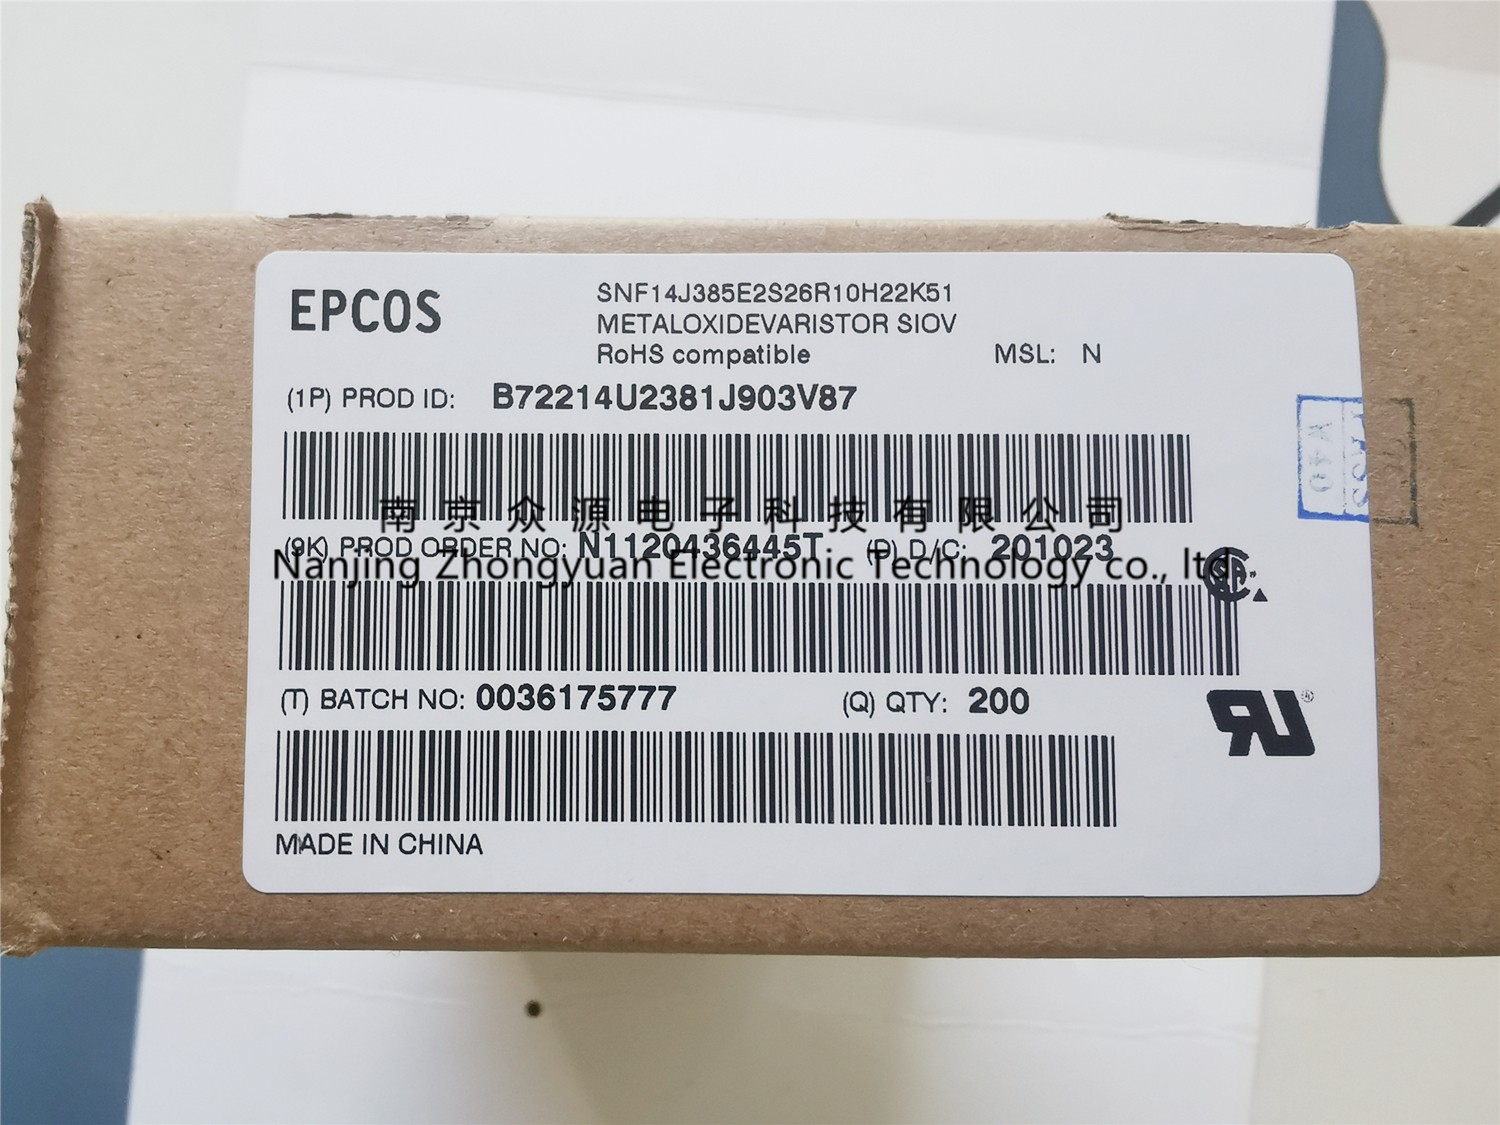 EPCOS
SNF14J385E2S26R10H22K51
METALOXIDEVARISTOR SIOV
RoHS compatible MSL: N
(1P) PROD ID: B72214U2381J903V87
南京众源电子科技有限公司
(9K) PROD ORDER NO: N1120436445T (D) D/C: 201023
Nanjing Zhongyuan Electronic Technology co., ltd
(T) BATCH NO: 0036175777 (Q) QTY: 200
MADE IN CHINA